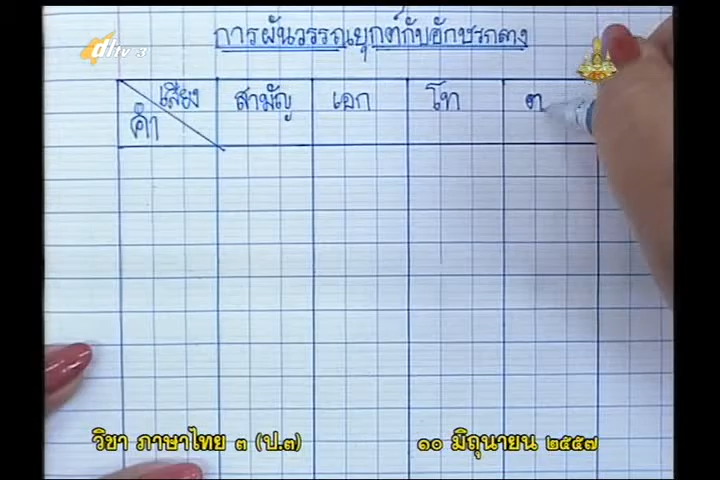 การผันวรรณยุกต์กับอักษรกลาง
dltv 3
เสียง สามัญ เอก โท ต
คำ
วิชา ภาษาไทย ๓ (ป.๓) ๑๐ มิถุนายน ๒๕๕๗